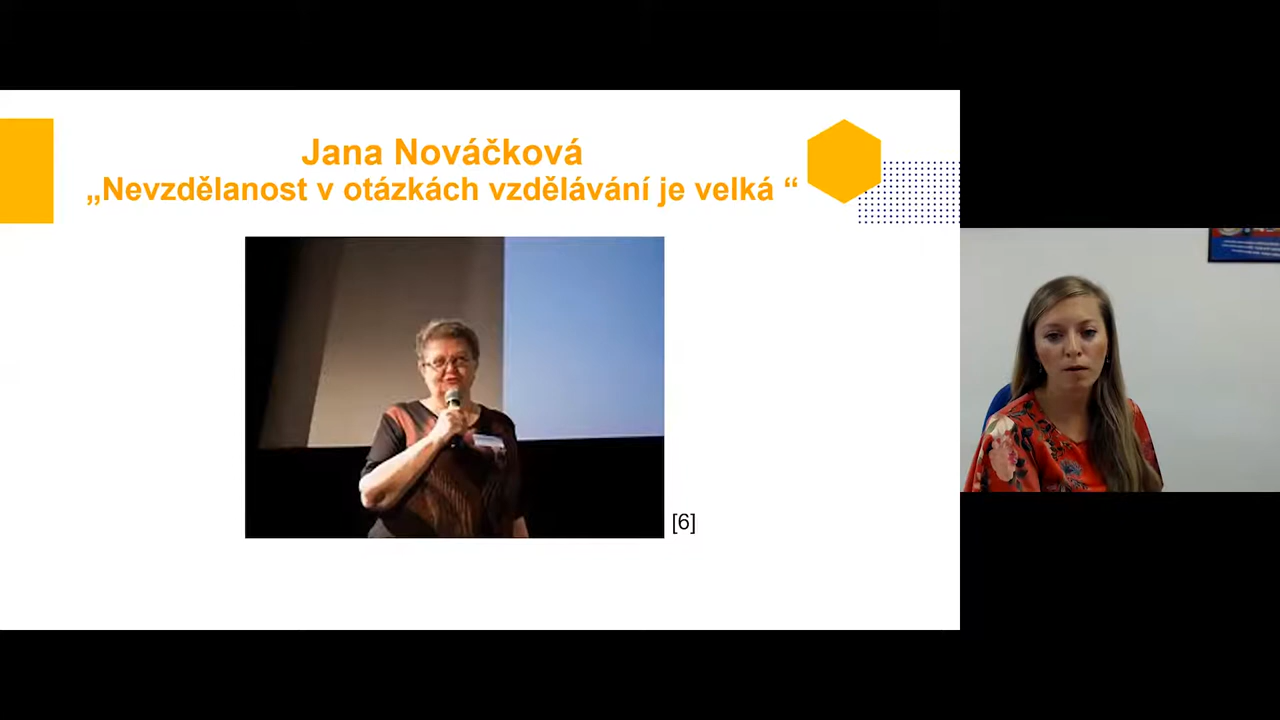 Jana Nováčková
„Nevzdělanost v otázkách vzdělávání je velká “
[6]